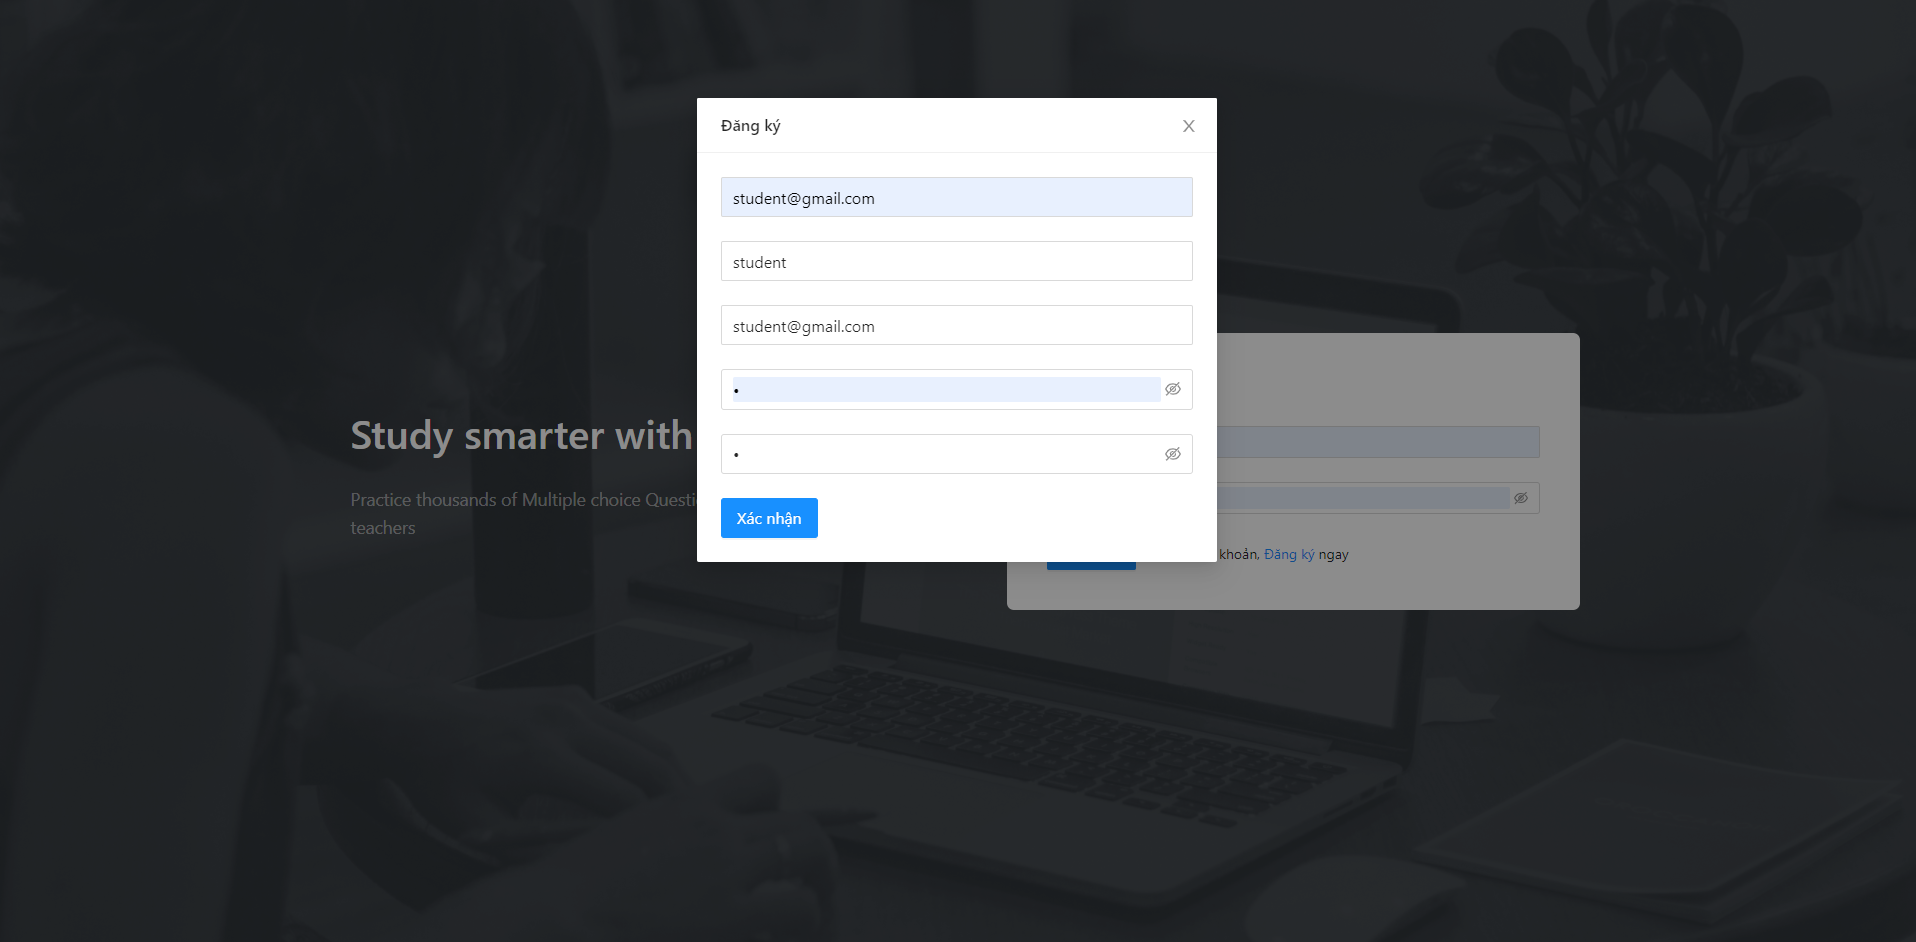 Đăng ký
student@gmail.com
student
student@gmail.com
•
•
Xác nhận
Study smarter with
Practice thousands of Multiple choice Questi
teachers
khoản, Đăng ký ngay